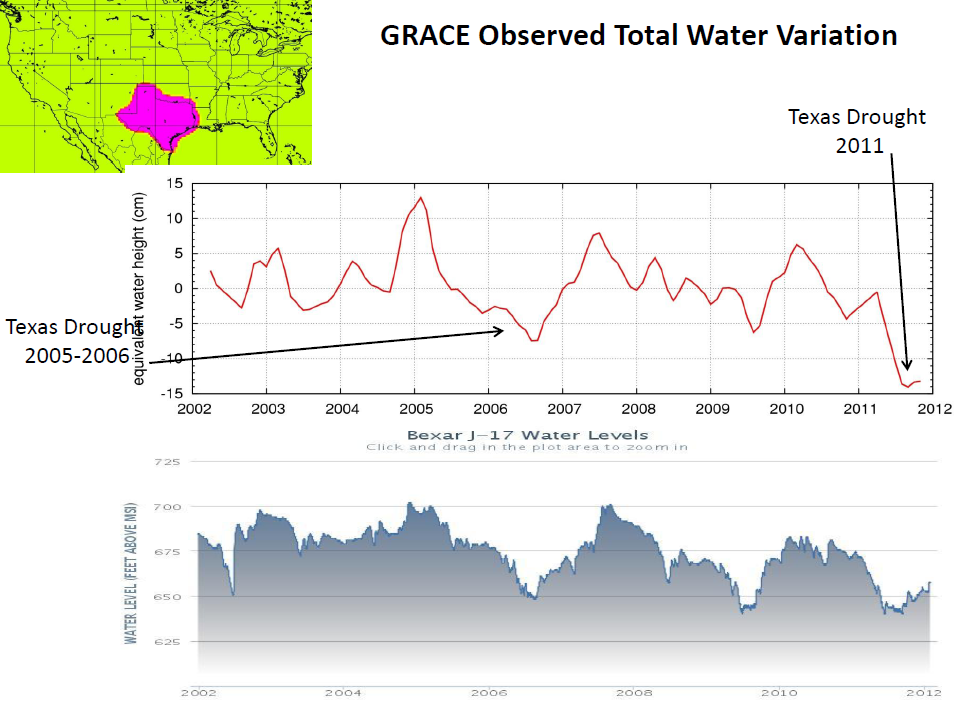 GRACE Observed Total Water Variation
Texas Drought
2011
equivalent water height (cm)
15
10
5
0
-5
-10
-15
Texas Drought
2005-2006
2002 2003 2004 2005 2006 2007 2008 2009 2010 2011 2012
Bexar J-17 Water Levels
Click and drag in the plot area to zoom in
WATER LEVEL (FEET ABOVE MSl)
725
700
675
650
625
2002 2004 2006 2008 2010 2012